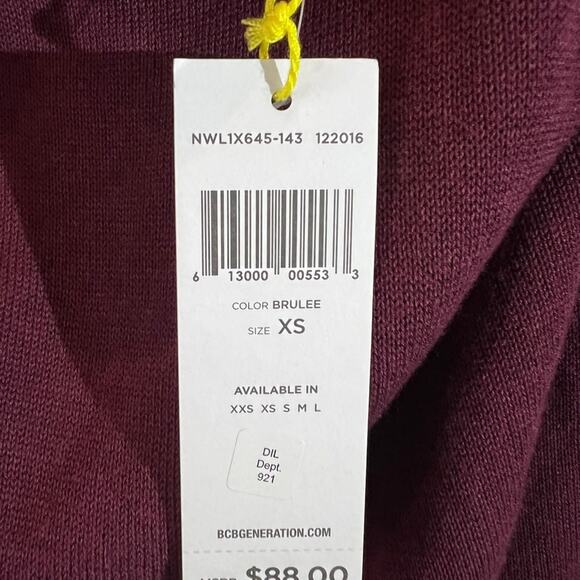 NWL1X645-143 122016
6 13000 00553 3
COLOR BRULEE
SIZE XS
AVAILABLE IN
XXS XS S M L
DIL
Dept.
921
BCBGENERATION.COM
MSRP $88.00